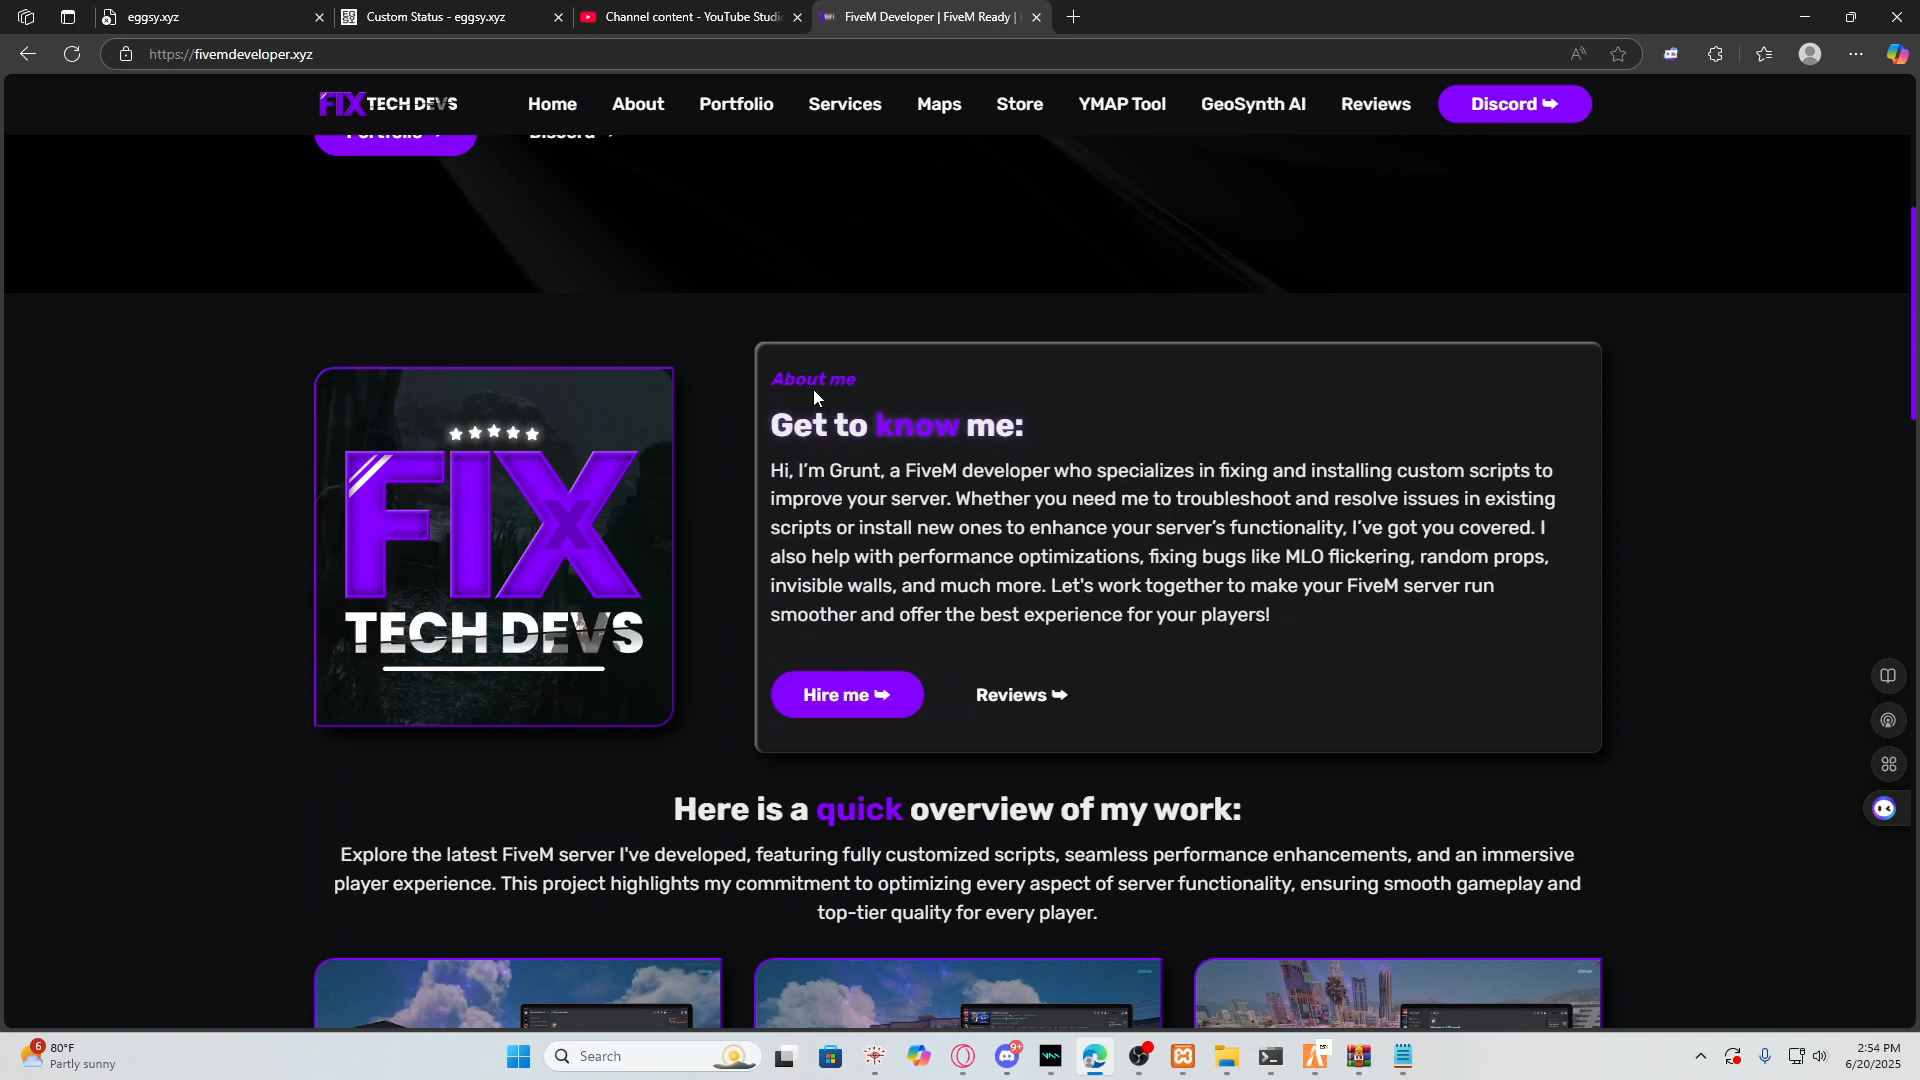 eggsy.xyz
Custom Status - eggsy.xyz
Channel content - YouTube Studi
FiveM Developer | FiveM Ready |
https://fivemdeveloper.xyz
FIX TECH DEVS
Home
About
Portfolio
Services
Maps
Store
YMAP Tool
GeoSynth AI
Reviews
Discord
Portfolio
Discord
FIX
TECH DEVS
About me
Get to know me:
Hi, I'm Grunt, a FiveM developer who specializes in fixing and installing custom scripts to
improve your server. Whether you need me to troubleshoot and resolve issues in existing
scripts or install new ones to enhance your server's functionality, I've got you covered. I
also help with performance optimizations, fixing bugs like MLO flickering, random props,
invisible walls, and much more. Let's work together to make your FiveM server run
smoother and offer the best experience for your players!
Hire me
Reviews
Here is a quick overview of my work:
Explore the latest FiveM server I've developed, featuring fully customized scripts, seamless performance enhancements, and an immersive
player experience. This project highlights my commitment to optimizing every aspect of server functionality, ensuring smooth gameplay and
top-tier quality for every player.
6
80°F
Partly sunny
Search
9+
2:54 PM
6/20/2025